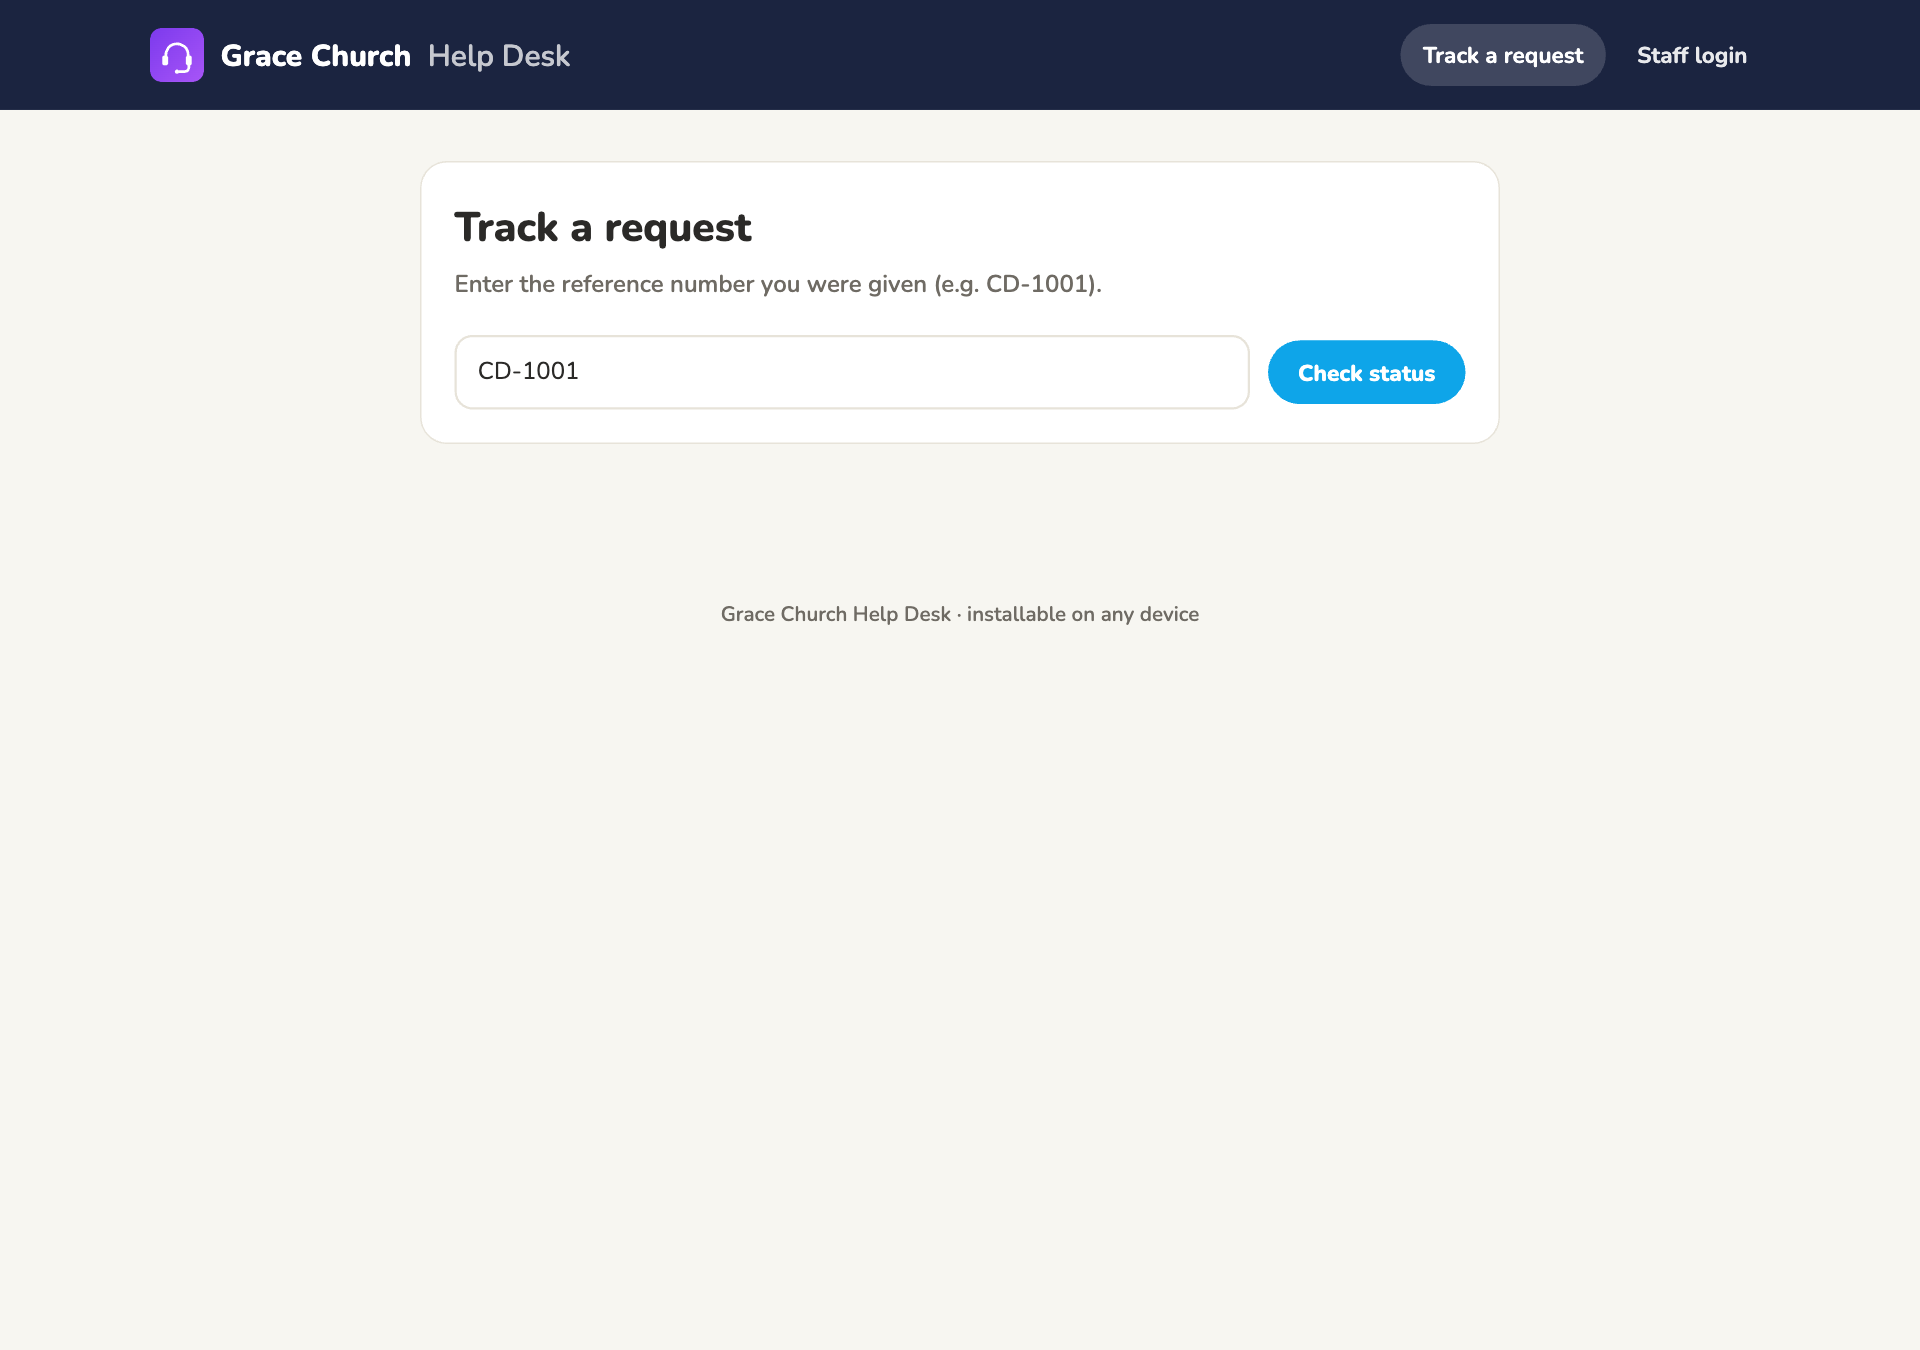 Grace Church Help Desk
Track a request
Staff login
Track a request
Enter the reference number you were given (e.g. CD-1001).
CD-1001
Check status
Grace Church Help Desk · installable on any device